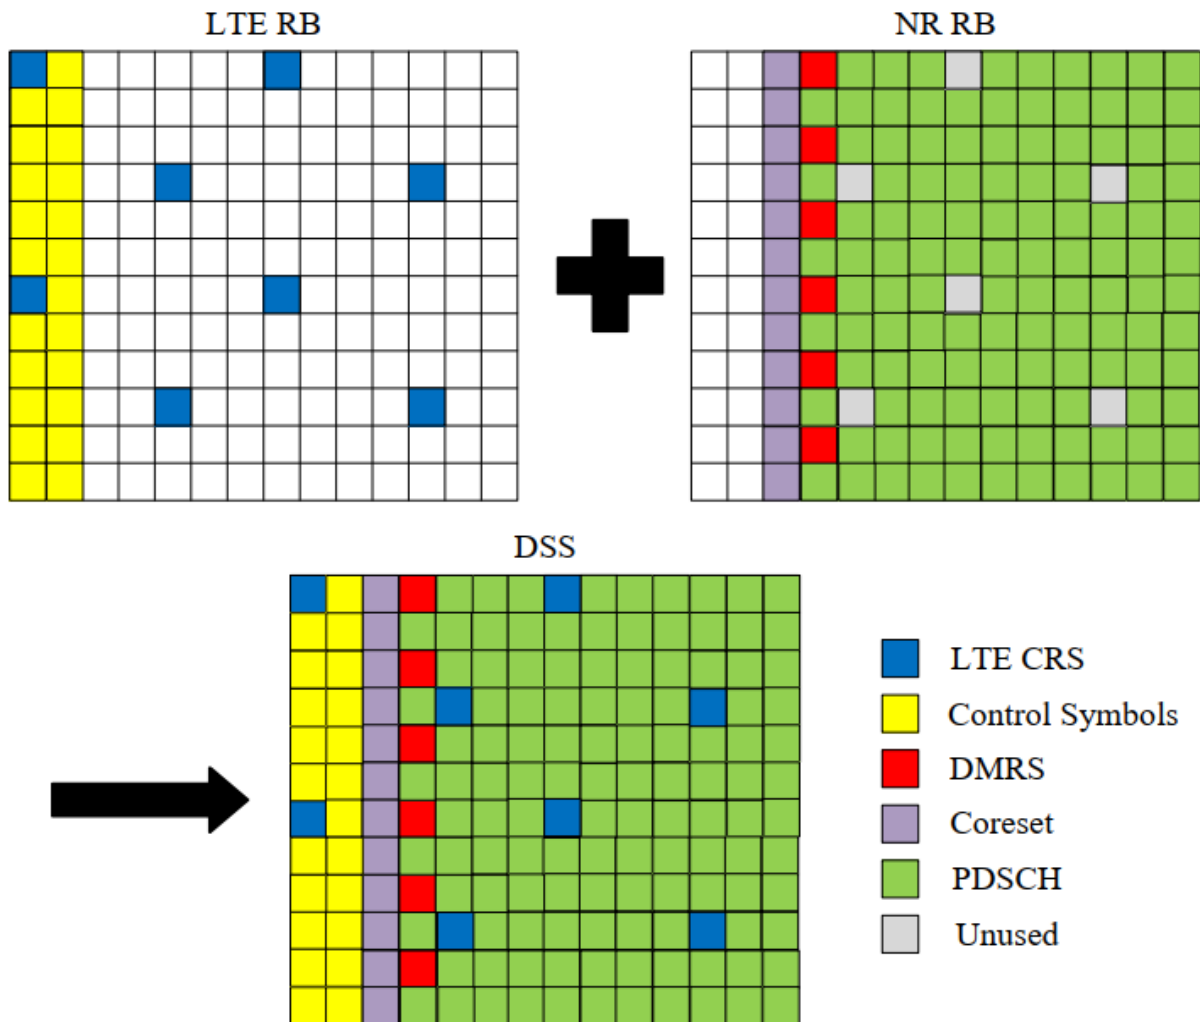 LTE RB
NR RB
DSS
LTE CRS
Control Symbols
DMRS
Coreset
PDSCH
Unused